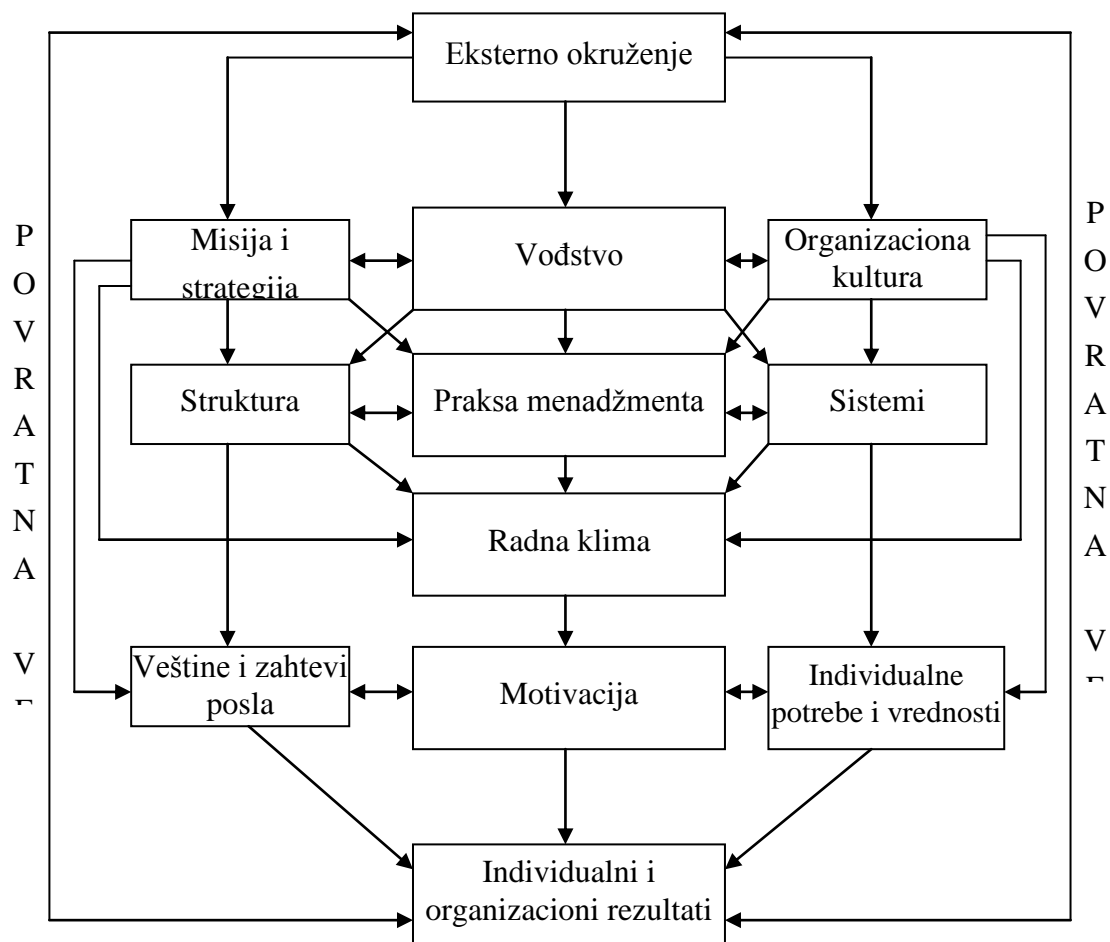 Eksterno okruženje
Misija i
strategija
Vođstvo
Organizaciona
kultura
Struktura
Praksa menadžmenta
Sistemi
Radna klima
Veštine i zahtevi
posla
Motivacija
Individualne
potrebe i vrednosti
Individualni i
organizacioni rezultati
P
O
V
R
A
T
N
A
V
P
O
V
R
A
T
N
A
V